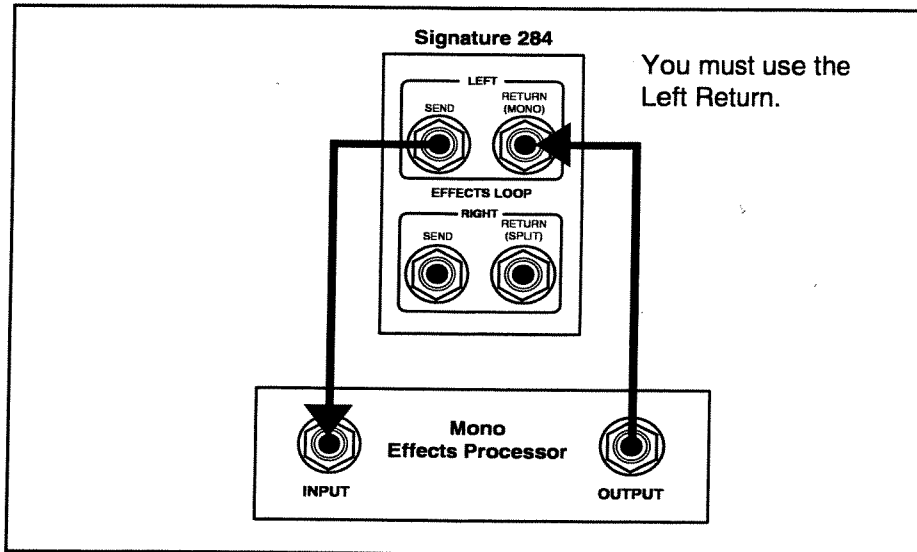 Signature 284
You must use the
Left Return.
LEFT
SEND
RETURN
(MONO)
EFFECTS LOOP
RIGHT
SEND
RETURN
(SPLIT)
Mono
Effects Processor
INPUT
OUTPUT